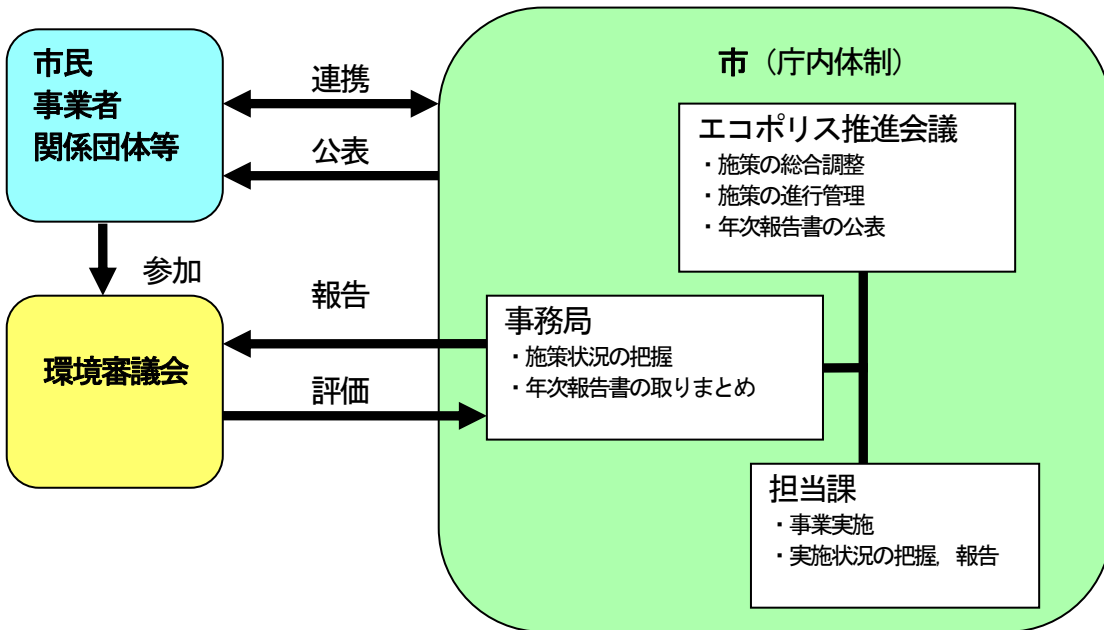 市民
事業者
関係団体等
連携
公表
参加
環境審議会
報告
評価
市（庁内体制）
エコポリス推進会議
・施策の総合調整
・施策の進行管理
・年次報告書の公表
事務局
・施策状況の把握
・年次報告書の取りまとめ
担当課
・事業実施
・実施状況の把握，報告